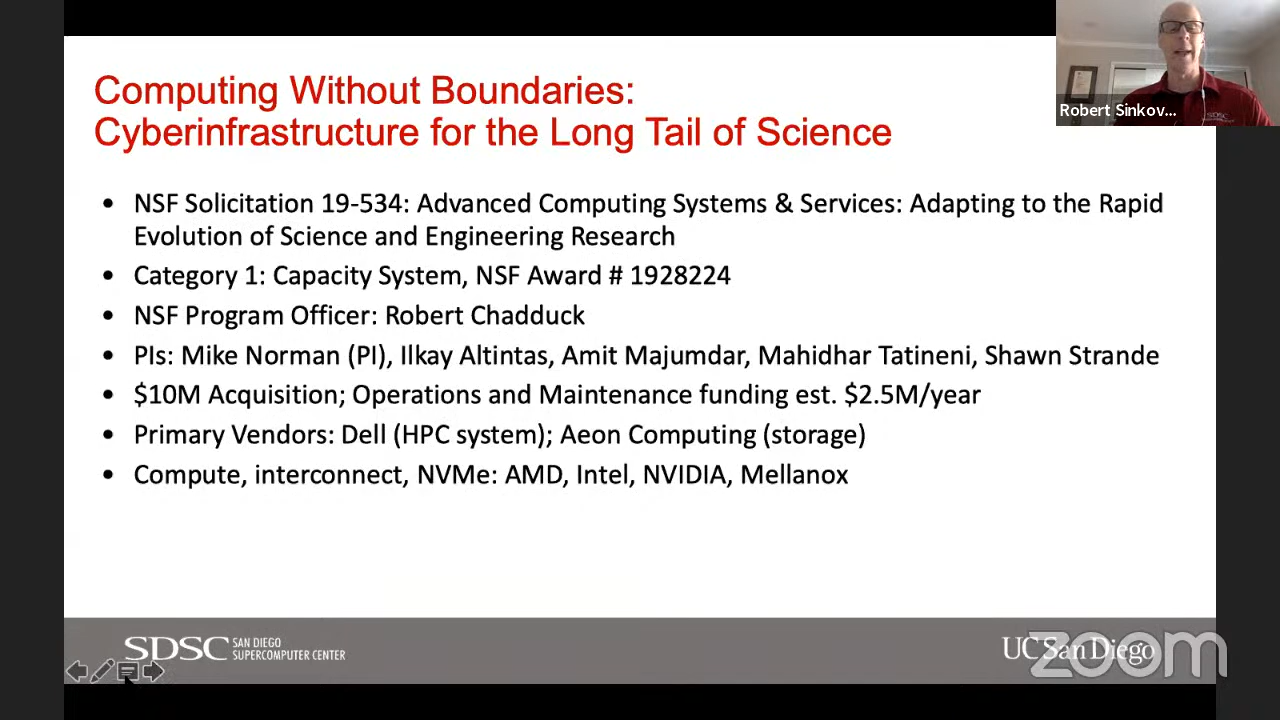 Computing Without Boundaries:
Cyberinfrastructure for the Long Tail of Science
Robert Sinkov...
• NSF Solicitation 19-534: Advanced Computing Systems & Services: Adapting to the Rapid
Evolution of Science and Engineering Research
• Category 1: Capacity System, NSF Award # 1928224
• NSF Program Officer: Robert Chadduck
• PIs: Mike Norman (PI), Ilkay Altintas, Amit Majumdar, Mahidhar Tatineni, Shawn Strande
• $10M Acquisition; Operations and Maintenance funding est. $2.5M/year
• Primary Vendors: Dell (HPC system); Aeon Computing (storage)
• Compute, interconnect, NVMe: AMD, Intel, NVIDIA, Mellanox
SDSC SAN DIEGO
SUPERCOMPUTER CENTER
UC San Diego
zoom
SDSC